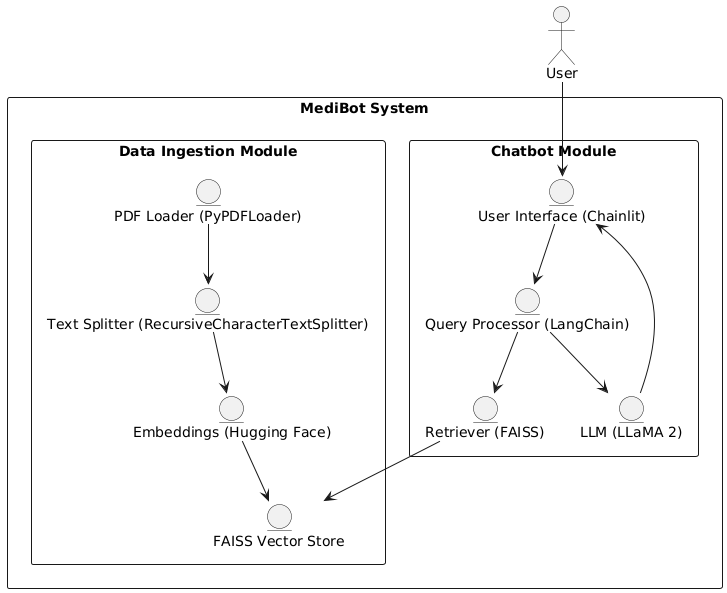 User
MediBot System
Data Ingestion Module
Chatbot Module
PDF Loader (PyPDFLoader)
User Interface (Chainlit)
Text Splitter (RecursiveCharacterTextSplitter)
Query Processor (LangChain)
Embeddings (Hugging Face)
Retriever (FAISS)
LLM (LLaMA 2)
FAISS Vector Store